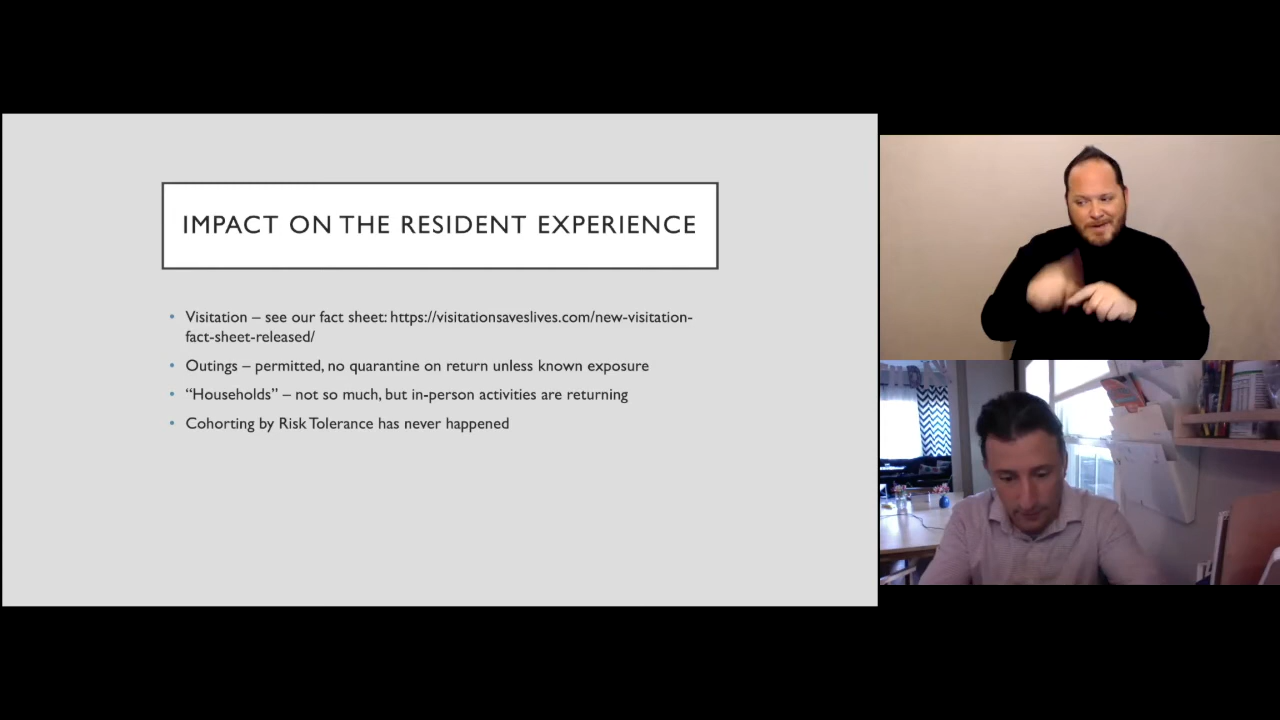 IMPACT ON THE RESIDENT EXPERIENCE
• Visitation – see our fact sheet: https://visitationsaveslives.com/new-visitation-
fact-sheet-released/
• Outings – permitted, no quarantine on return unless known exposure
• “Households” – not so much, but in-person activities are returning
• Cohorting by Risk Tolerance has never happened